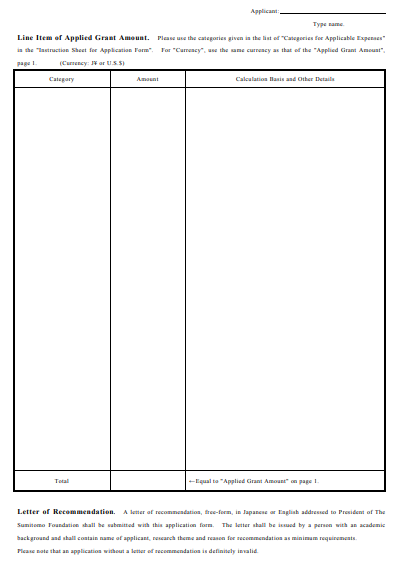 Applicant:
Type name.
Line Item of Applied Grant Amount. Please use the categories given in the list of "Categories for Applicable Expenses"
in the "Instruction Sheet for Application Form". For "Currency", use the same currency as that of the "Applied Grant Amount",
page 1. (Currency: J¥ or U.S.$)
Category Amount Calculation Basis and Other Details
Total ←Equal to "Applied Grant Amount" on page 1.
Letter of Recommendation. A letter of recommendation, free-form, in Japanese or English addressed to President of The
Sumitomo Foundation shall be submitted with this application form. The letter shall be issued by a person with an academic
background and shall contain name of applicant, research theme and reason for recommendation as minimum requirements.
Please note that an application without a letter of recommendation is definitely invalid.